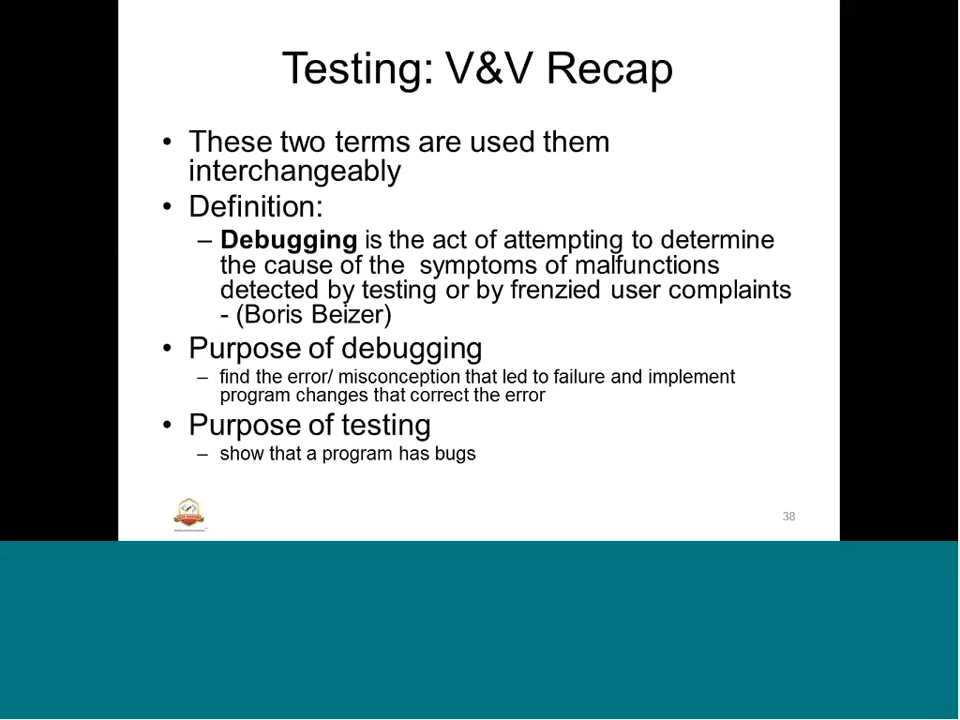 Testing: V&V Recap
• These two terms are used them
interchangeably
• Definition:
– Debugging is the act of attempting to determine
the cause of the symptoms of malfunctions
detected by testing or by frenzied user complaints
- (Boris Beizer)
• Purpose of debugging
– find the error/ misconception that led to failure and implement
program changes that correct the error
• Purpose of testing
– show that a program has bugs
38